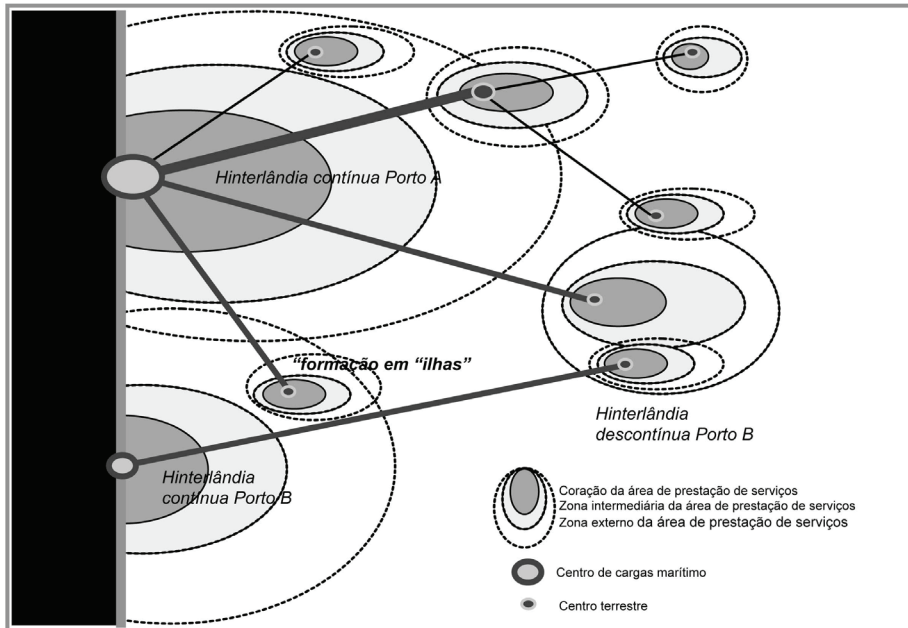 Hinterlândia contínua Porto A
“formação em “ilhas”
Hinterlândia
descontínua Porto B
Hinterlândia
contínua Porto B
Coração da área de prestação de serviços
Zona intermediária da área de prestação de serviços
Zona externo da área de prestação de serviços
Centro de cargas marítimo
Centro terrestre